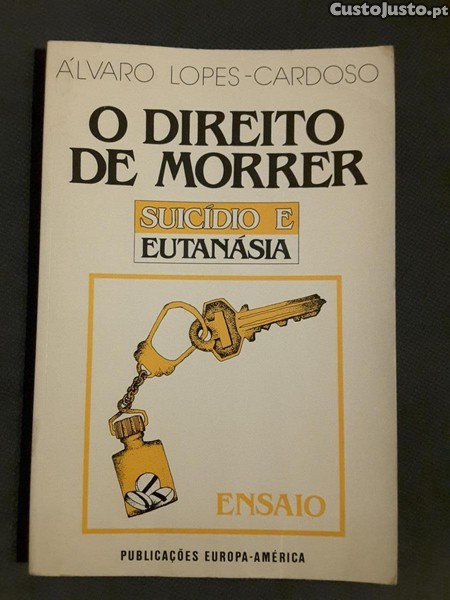 CustoJusto.pt
ÁLVARO LOPES-CARDOSO
O DIREITO
DE MORRER
SUICÍDIO E
EUTANÁSIA
ENSAIO
PUBLICAÇÕES EUROPA-AMÉRICA